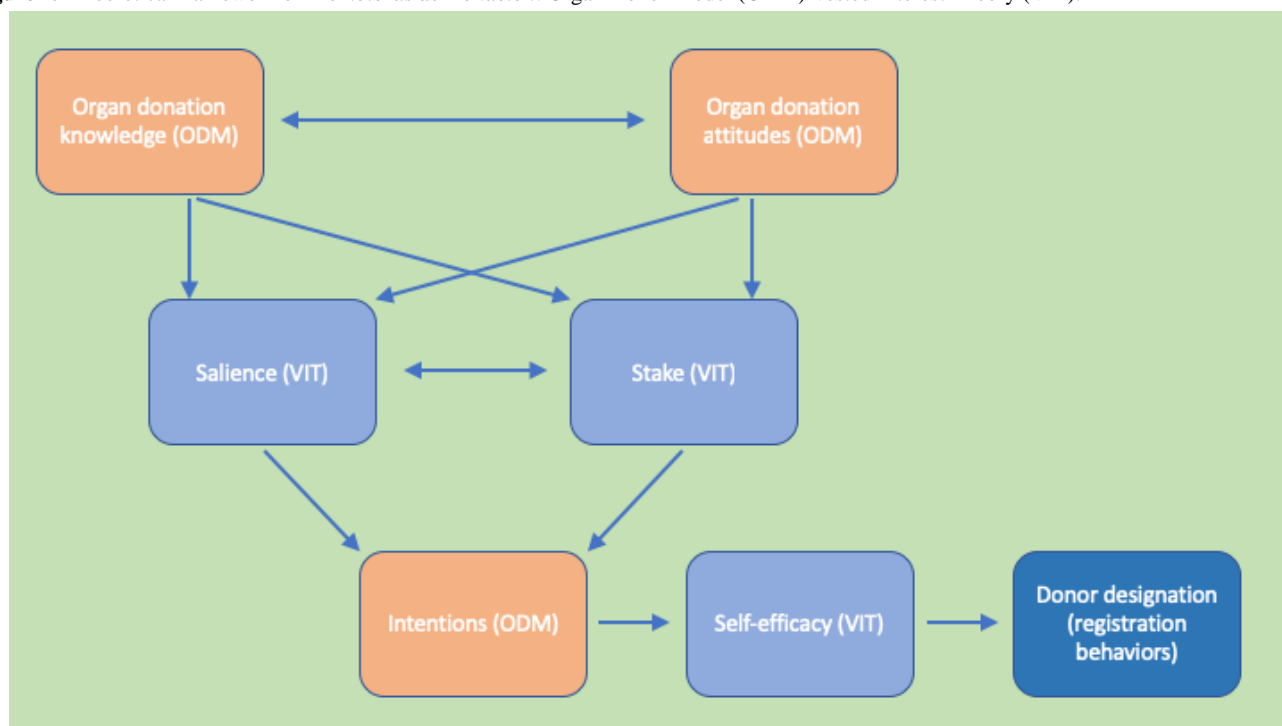 Organ donation
knowledge (ODM)
Organ donation
attitudes (ODM)
Salience (VIT)
Stake (VIT)
Intentions (ODM)
Self-efficacy (VIT)
Donor designation
(registration
behaviors)